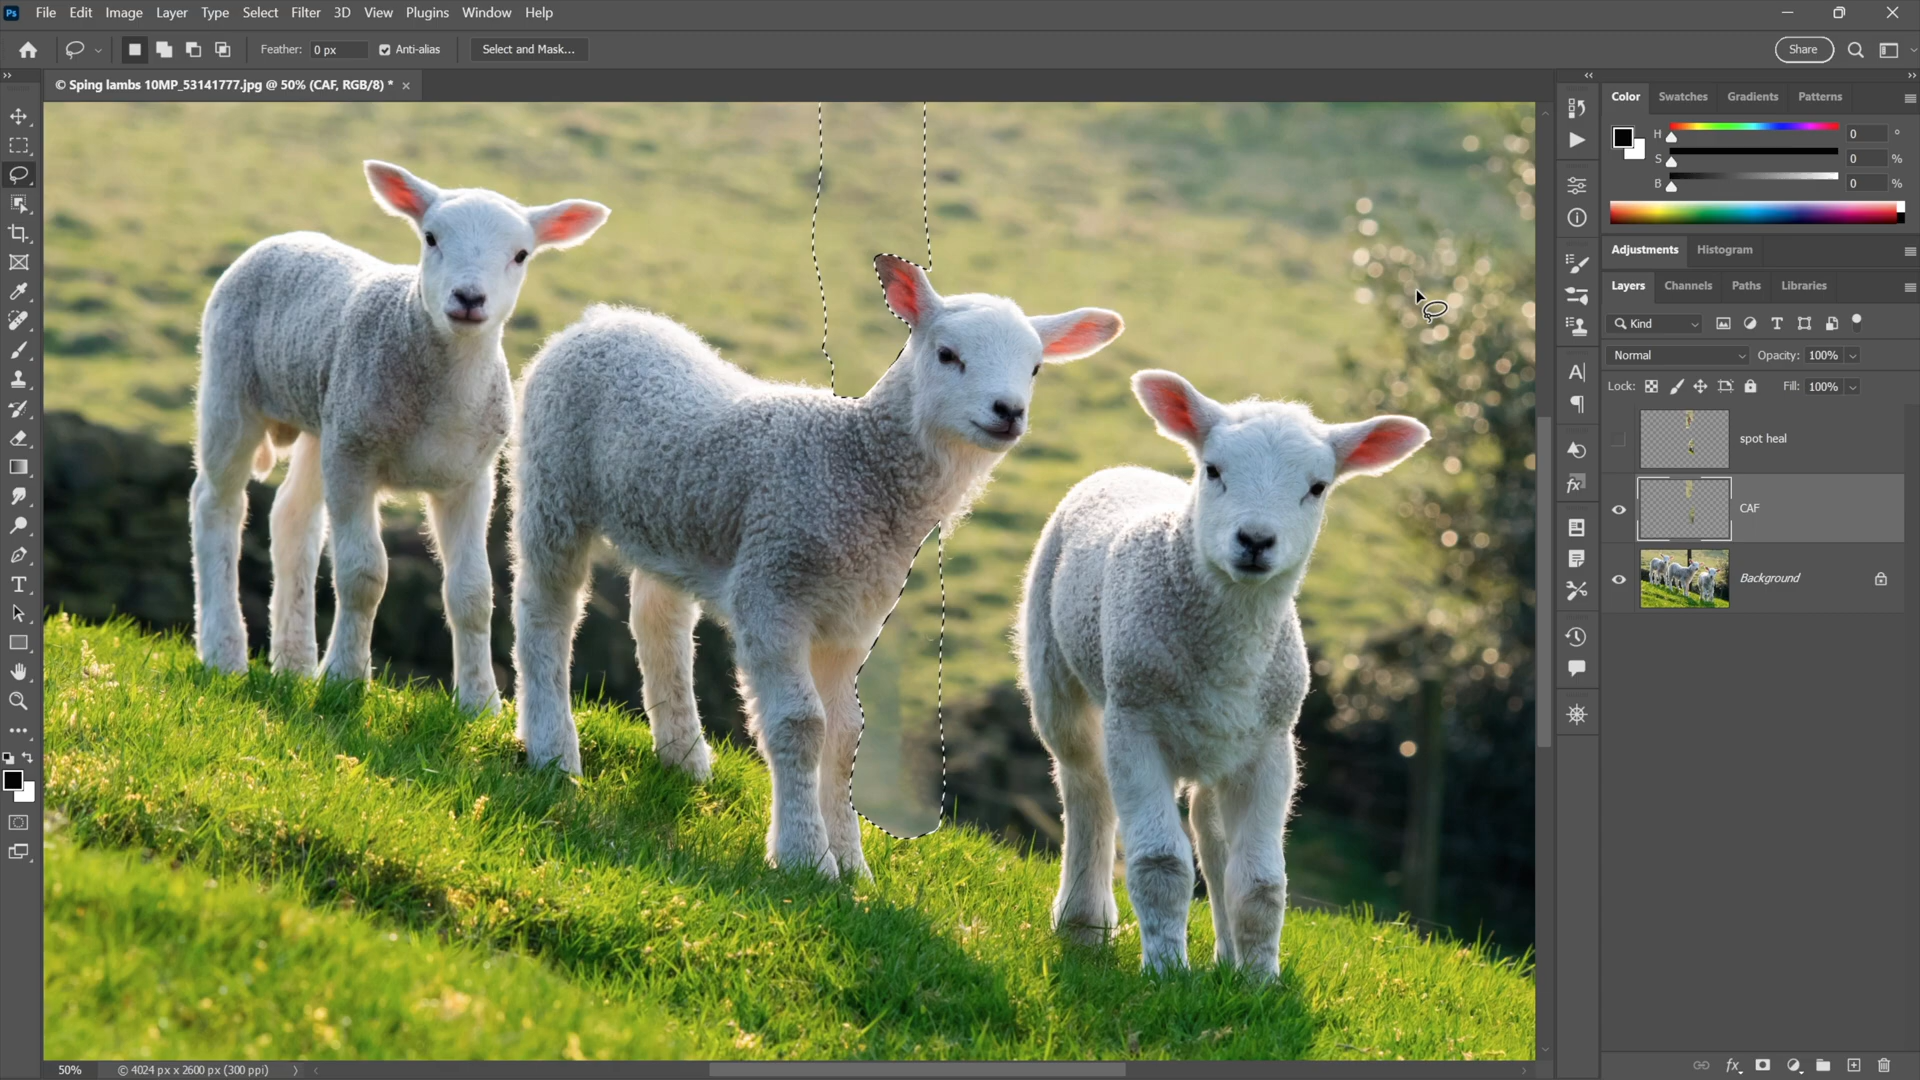 Ps File Edit Image Layer Type Select Filter 3D View Plugins Window Help
Feather: 0 px Anti-alias Select and Mask... Share
© Sping lambs 10MP_53141777.jpg @ 50% (CAF, RGB/8) * ×
Color Swatches Gradients Patterns
H 0 °
S 0 %
B 0 %
Adjustments Histogram
Layers Channels Paths Libraries
Kind
Normal Opacity: 100%
Lock: Fill: 100%
spot heal
CAF
Background
50% © 4024 px x 2600 px (300 ppi)